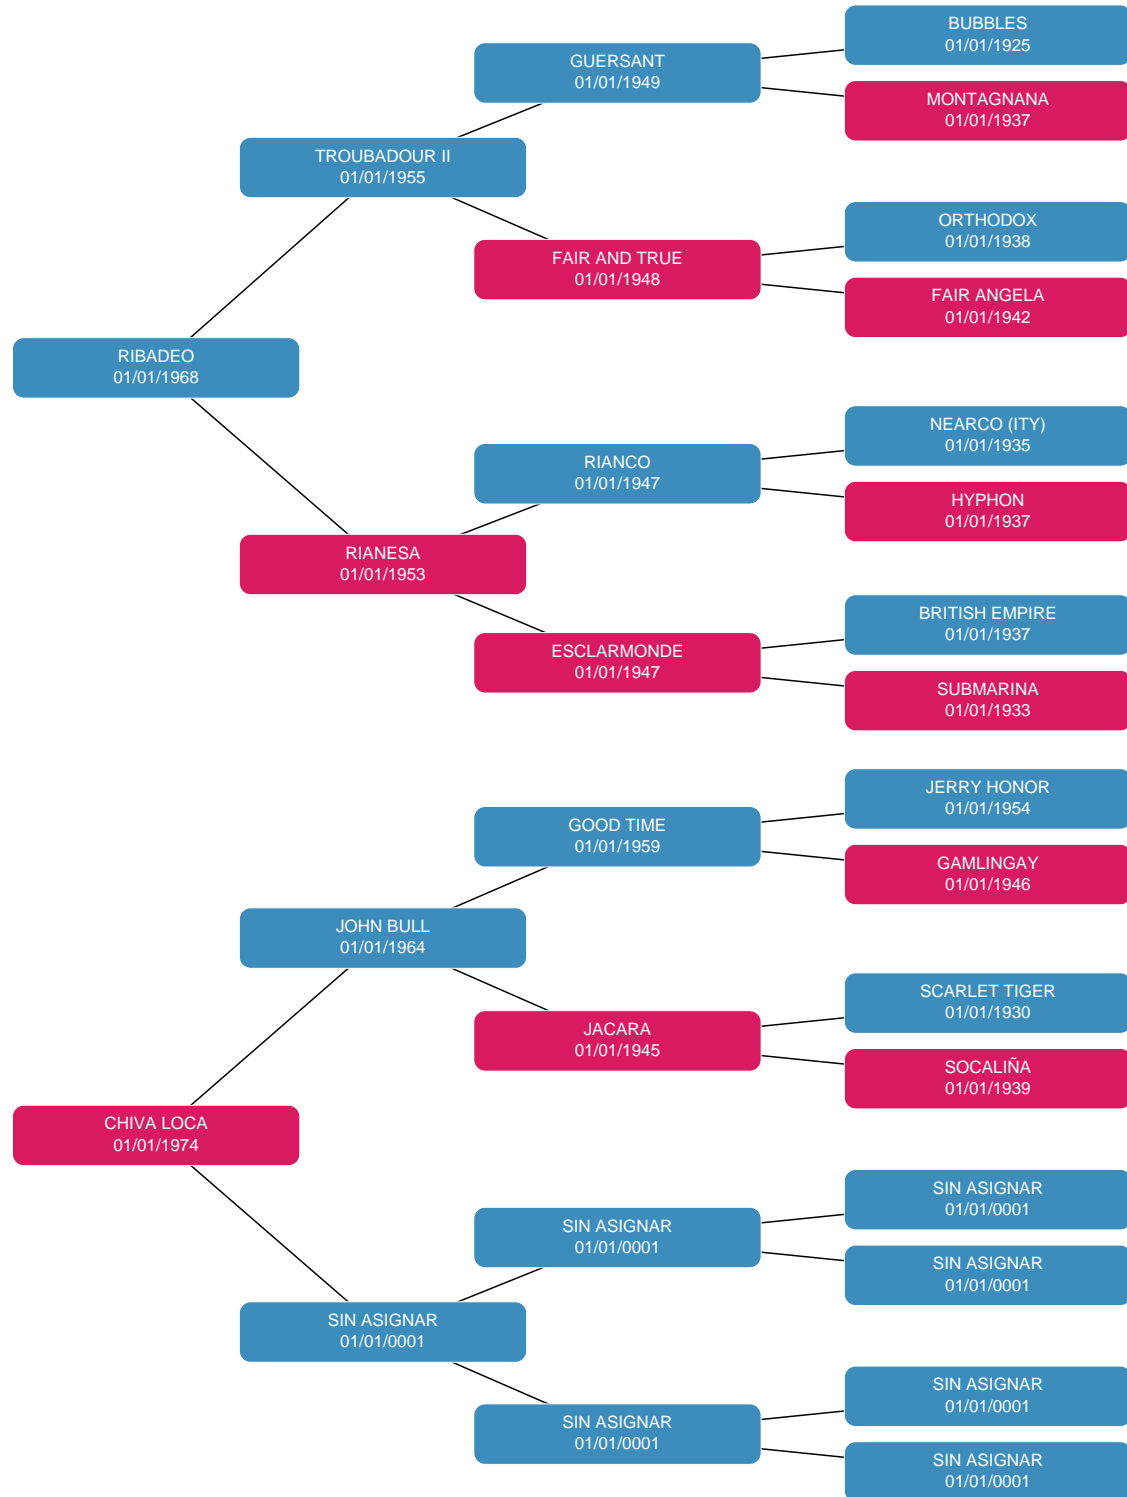 BUBBLES
01/01/1925
GUERSANT
01/01/1949
MONTAGNANA
01/01/1937
TROUBADOUR II
01/01/1955
ORTHODOX
01/01/1938
FAIR AND TRUE
01/01/1948
FAIR ANGELA
01/01/1942
RIBADEO
01/01/1968
NEARCO (ITY)
01/01/1935
RIANCO
01/01/1947
HYPHON
01/01/1937
RIANESA
01/01/1953
BRITISH EMPIRE
01/01/1937
ESCLARMONDE
01/01/1947
SUBMARINA
01/01/1933
JERRY HONOR
01/01/1954
GOOD TIME
01/01/1959
GAMLINGAY
01/01/1946
JOHN BULL
01/01/1964
SCARLET TIGER
01/01/1930
JACARA
01/01/1945
SOCALIÑA
01/01/1939
CHIVA LOCA
01/01/1974
SIN ASIGNAR
01/01/0001
SIN ASIGNAR
01/01/0001
SIN ASIGNAR
01/01/0001
SIN ASIGNAR
01/01/0001
SIN ASIGNAR
01/01/0001
SIN ASIGNAR
01/01/0001
SIN ASIGNAR
01/01/0001